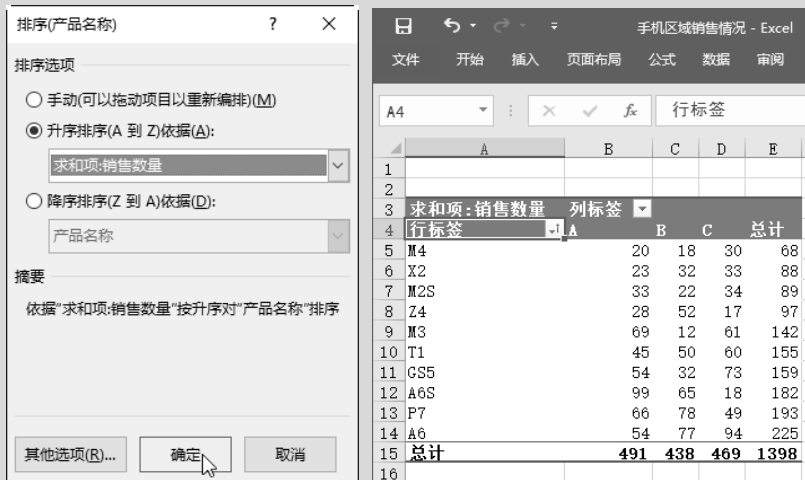 排序(产品名称)
?
×
排序选项
手动(可以拖动项目以重新编排)(M)
升序排序(A 到 Z)依据(A):
求和项:销售数量
降序排序(Z 到 A)依据(D):
产品名称
摘要
依据"求和项:销售数量"按升序对"产品名称"排序
其他选项(R)...
确定
取消
手机区域销售情况 - Excel
文件 开始 插入 页面布局 公式 数据 审阅
A4 fx 行标签
A B C D E
1
2
3 求和项:销售数量 列标签
4 行标签 A B C 总计
5 M4 20 18 30 68
6 X2 23 32 33 88
7 M2S 33 22 34 89
8 Z4 28 52 17 97
9 M3 69 12 61 142
10 T1 45 50 60 155
11 GS5 54 32 73 159
12 A6S 99 65 18 182
13 P7 66 78 49 193
14 A6 54 77 94 225
15 总计 491 438 469 1398
16